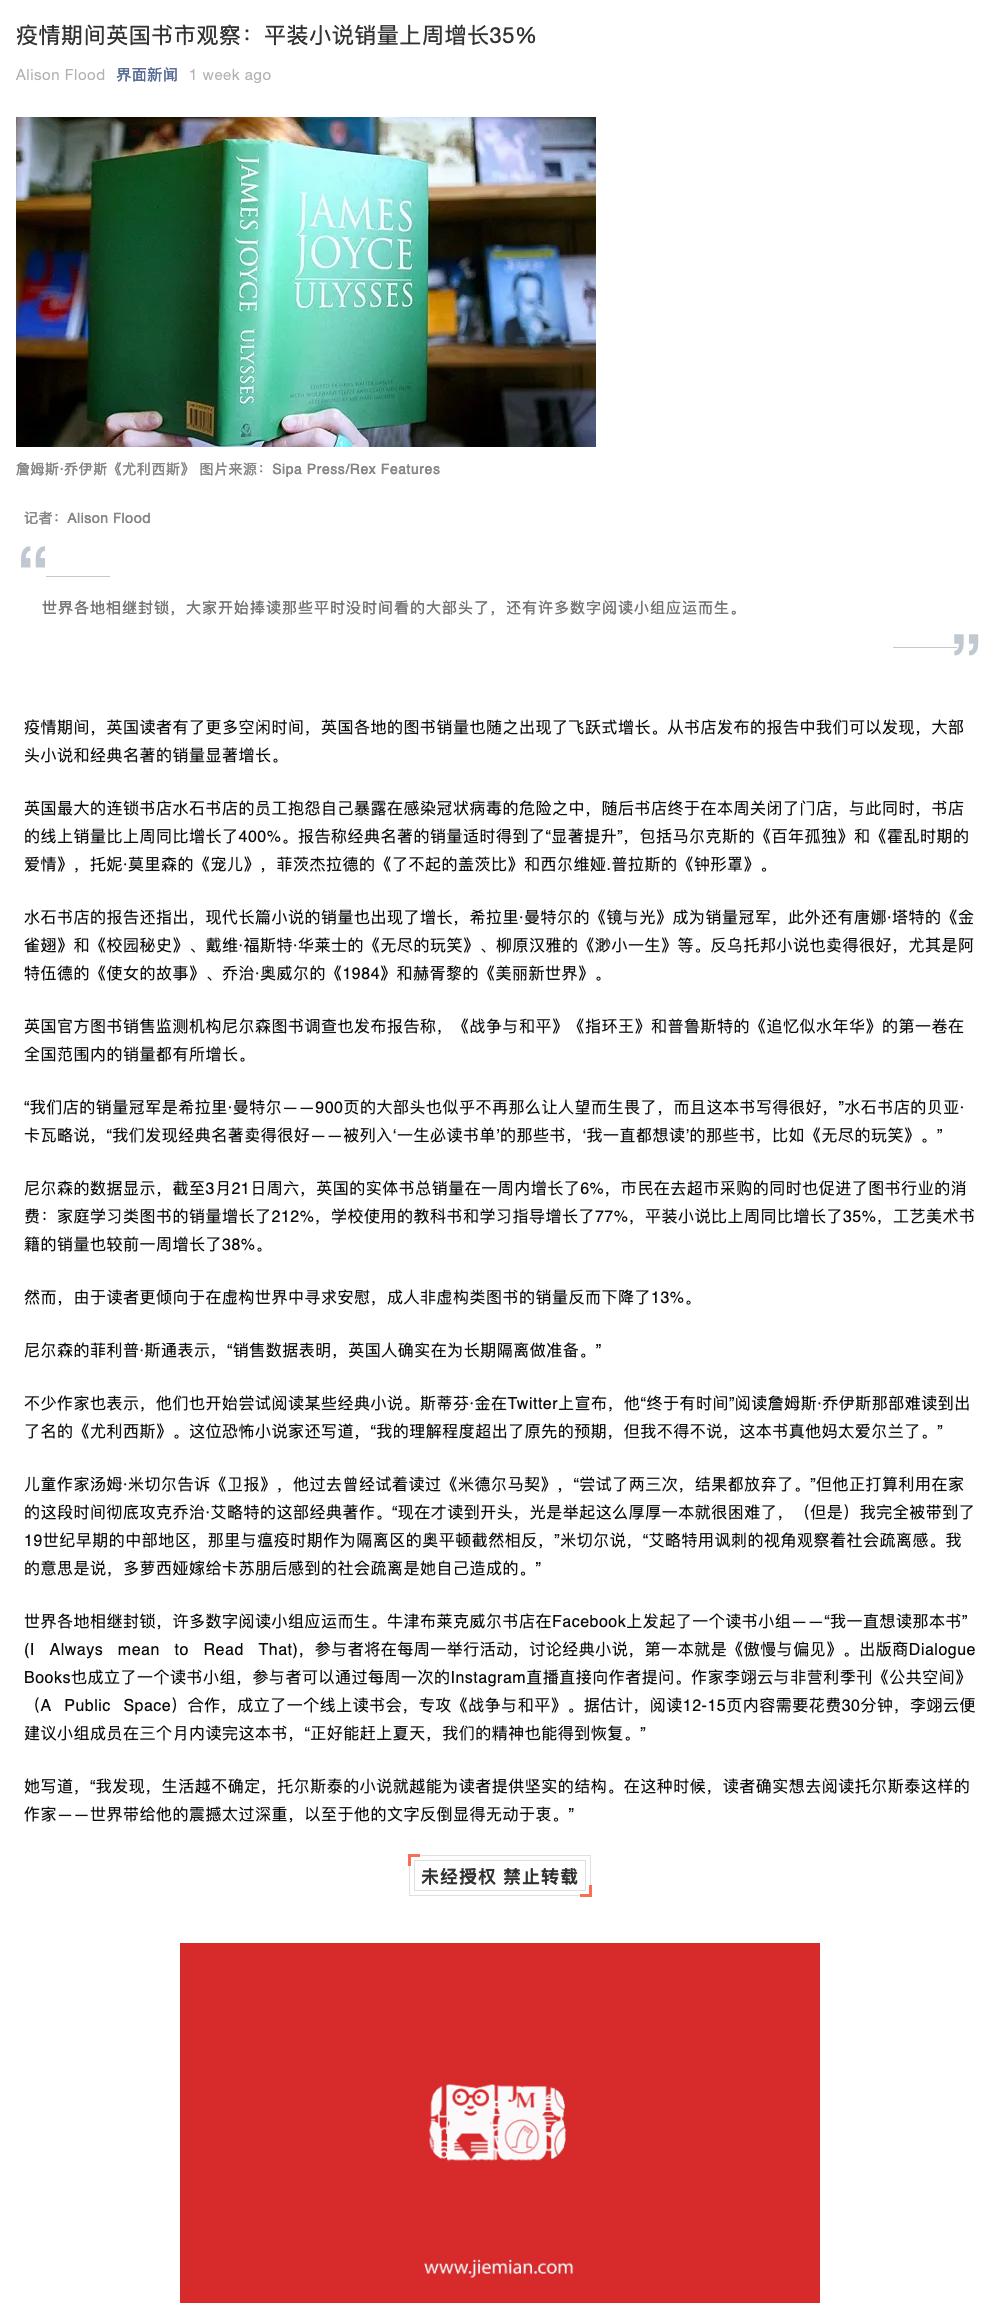 疫情期间英国书市观察：平装小说销量上周增长35%
Alison Flood 界面新闻 1 week ago
JAMES JOYCE ULYSSES
JAMES
JOYCE
ULYSSES
詹姆斯·乔伊斯《尤利西斯》 图片来源：Sipa Press/Rex Features
记者：Alison Flood
“
世界各地相继封锁，大家开始捧读那些平时没时间看的大部头了，还有许多数字阅读小组应运而生。
”
疫情期间，英国读者有了更多空闲时间，英国各地的图书销量也随之出现了飞跃式增长。从书店发布的报告中我们可以发现，大部
头小说和经典名著的销量显著增长。
英国最大的连锁书店水石书店的员工抱怨自己暴露在感染冠状病毒的危险之中，随后书店终于在本周关闭了门店，与此同时，书店
的线上销量比上周同比增长了400%。报告称经典名著的销量适时得到了“显著提升”，包括马尔克斯的《百年孤独》和《霍乱时期的
爱情》，托妮·莫里森的《宠儿》，菲茨杰拉德的《了不起的盖茨比》和西尔维娅.普拉斯的《钟形罩》。
水石书店的报告还指出，现代长篇小说的销量也出现了增长，希拉里·曼特尔的《镜与光》成为销量冠军，此外还有唐娜·塔特的《金
雀翅》和《校园秘史》、戴维·福斯特·华莱士的《无尽的玩笑》、柳原汉雅的《渺小一生》等。反乌托邦小说也卖得很好，尤其是阿
特伍德的《使女的故事》、乔治·奥威尔的《1984》和赫胥黎的《美丽新世界》。
英国官方图书销售监测机构尼尔森图书调查也发布报告称，《战争与和平》《指环王》和普鲁斯特的《追忆似水年华》的第一卷在
全国范围内的销量都有所增长。
“我们店的销量冠军是希拉里·曼特尔——900页的大部头也似乎不再那么让人望而生畏了，而且这本书写得很好，”水石书店的贝亚·
卡瓦略说，“我们发现经典名著卖得很好——被列入‘一生必读书单’的那些书，‘我一直都想读’的那些书，比如《无尽的玩笑》。”
尼尔森的数据显示，截至3月21日周六，英国的实体书总销量在一周内增长了6%，市民在去超市采购的同时也促进了图书行业的消
费：家庭学习类图书的销量增长了212%，学校使用的教科书和学习指导增长了77%，平装小说比上周同比增长了35%，工艺美术书
籍的销量也较前一周增长了38%。
然而，由于读者更倾向于在虚构世界中寻求安慰，成人非虚构类图书的销量反而下降了13%。
尼尔森的菲利普·斯通表示，“销售数据表明，英国人确实在为长期隔离做准备。”
不少作家也表示，他们也开始尝试阅读某些经典小说。斯蒂芬·金在Twitter上宣布，他“终于有时间”阅读詹姆斯·乔伊斯那部难读到出
了名的《尤利西斯》。这位恐怖小说家还写道，“我的理解程度超出了原先的预期，但我不得不说，这本书真他妈太爱尔兰了。”
儿童作家汤姆·米切尔告诉《卫报》，他过去曾经试着读过《米德尔马契》，“尝试了两三次，结果都放弃了。”但他正打算利用在家
的这段时间彻底攻克乔治·艾略特的这部经典著作。“现在才读到开头，光是举起这么厚厚一本就很困难了，（但是）我完全被带到了
19世纪早期的中部地区，那里与瘟疫时期作为隔离区的奥平顿截然相反，”米切尔说，“艾略特用讽刺的视角观察着社会疏离感。我
的意思是说，多萝西娅嫁给卡苏朋后感到的社会疏离是她自己造成的。”
世界各地相继封锁，许多数字阅读小组应运而生。牛津布莱克威尔书店在Facebook上发起了一个读书小组——“我一直想读那本书”
(I Always mean to Read That)，参与者将在每周一举行活动，讨论经典小说，第一本就是《傲慢与偏见》。出版商Dialogue
Books也成立了一个读书小组，参与者可以通过每周一次的Instagram直播直接向作者提问。作家李翊云与非营利季刊《公共空间》
（A Public Space）合作，成立了一个线上读书会，专攻《战争与和平》。据估计，阅读12-15页内容需要花费30分钟，李翊云便
建议小组成员在三个月内读完这本书，“正好能赶上夏天，我们的精神也能得到恢复。”
她写道，“我发现，生活越不确定，托尔斯泰的小说就越能为读者提供坚实的结构。在这种时候，读者确实想去阅读托尔斯泰这样的
作家——世界带给他的震撼太过深重，以至于他的文字反倒显得无动于衷。”
未经授权 禁止转载
JM
www.jiemian.com